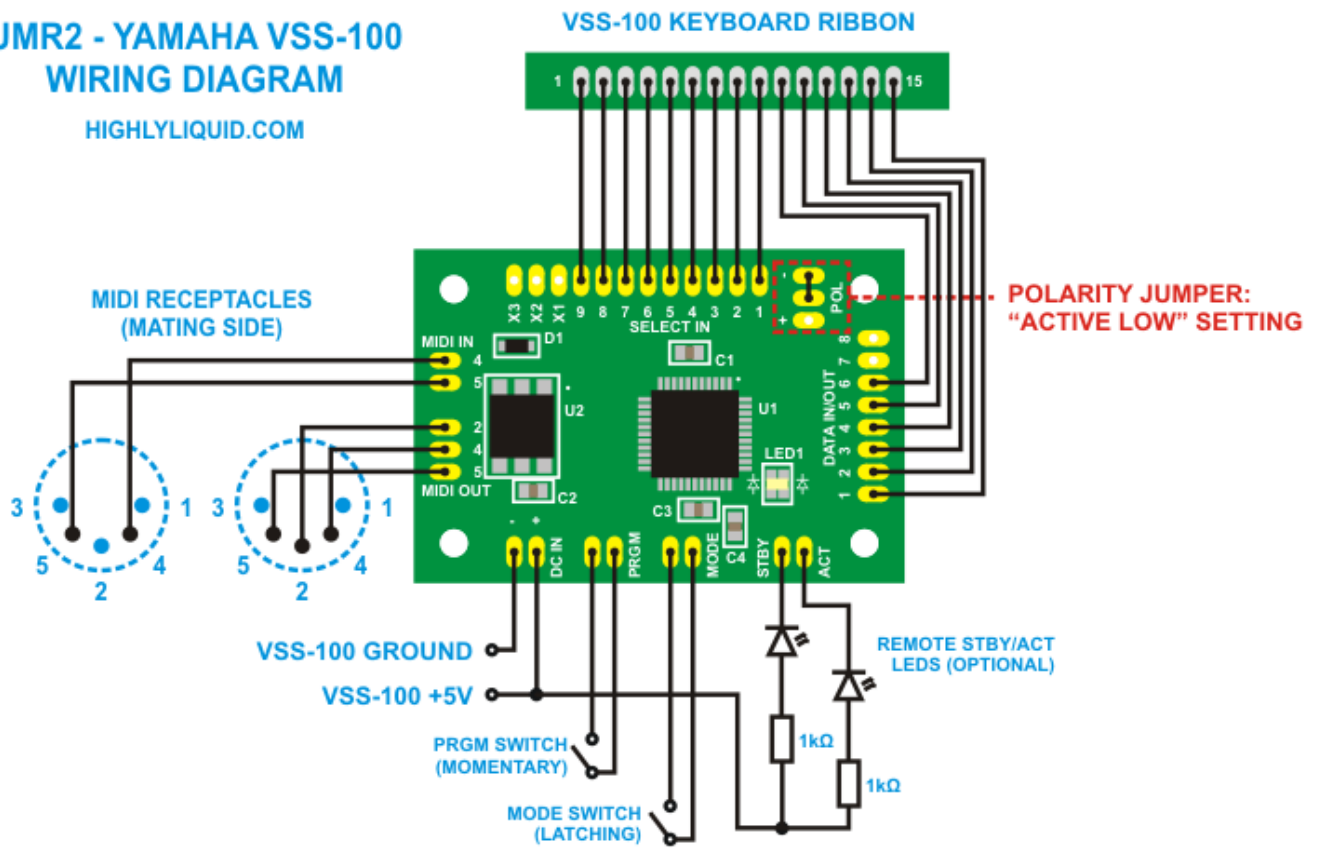 UMR2 - YAMAHA VSS-100
WIRING DIAGRAM
HIGHLYLIQUID.COM
VSS-100 KEYBOARD RIBBON
1
15
MIDI RECEPTACLES
(MATING SIDE)
X3
X2
X1
9
8
7
6
5
4
3
2
1
SELECT IN
-
+
POL
POLARITY JUMPER:
"ACTIVE LOW" SETTING
MIDI IN
4
5
2
4
5
MIDI OUT
D1
U2
C2
C1
U1
LED1
C3
C4
DATA IN/OUT
8
7
6
5
4
3
2
1
3
1
5
4
2
3
1
5
4
2
-
+
DC IN
PRGM
MODE
STBY
ACT
VSS-100 GROUND
VSS-100 +5V
PRGM SWITCH
(MOMENTARY)
MODE SWITCH
(LATCHING)
REMOTE STBY/ACT
LEDS (OPTIONAL)
1kΩ
1kΩ